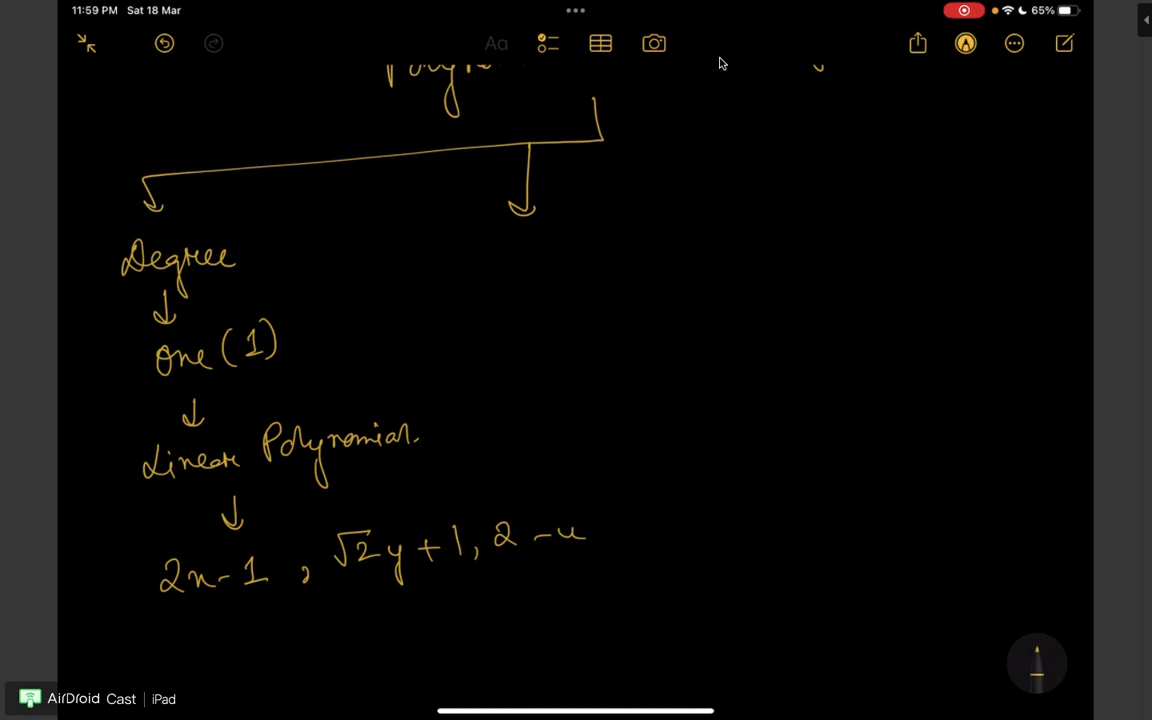 11:59 PM Sat 18 Mar
65%
Aa
Degree
One (1)
Linear Polynomial.
2x-1 , √2y + 1, 2 - u
AirDroid Cast | iPad